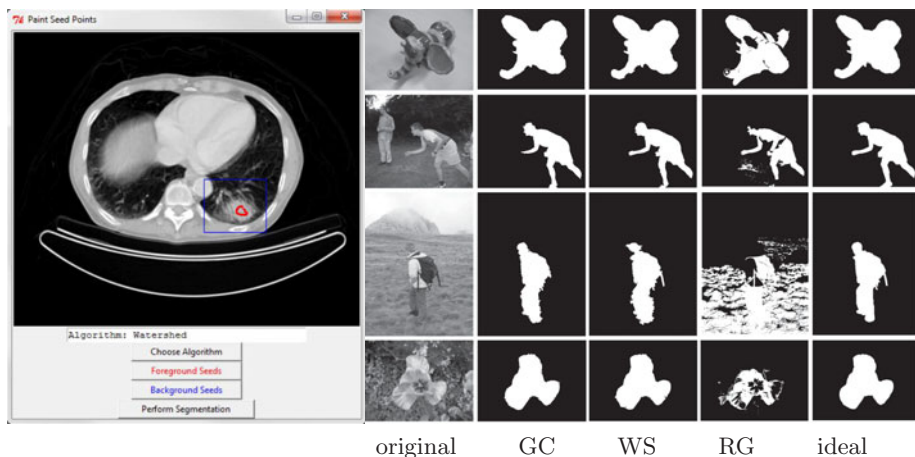 Paint Seed Points
Algorithm: Watershed
Choose Algorithm
Foreground Seeds
Background Seeds
Perform Segmentation
original GC WS RG ideal